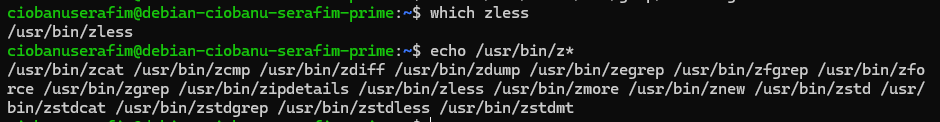 ciobanuserafim@debian-ciobanu-serafim-prime:~$ which zless
/usr/bin/zless
ciobanuserafim@debian-ciobanu-serafim-prime:~$ echo /usr/bin/z*
/usr/bin/zcat /usr/bin/zcmp /usr/bin/zdiff /usr/bin/zdump /usr/bin/zegrep /usr/bin/zfgrep /usr/bin/zfo
rce /usr/bin/zgrep /usr/bin/zipdetails /usr/bin/zless /usr/bin/zmore /usr/bin/znew /usr/bin/zstd /usr/
bin/zstdcat /usr/bin/zstdgrep /usr/bin/zstdless /usr/bin/zstdmt